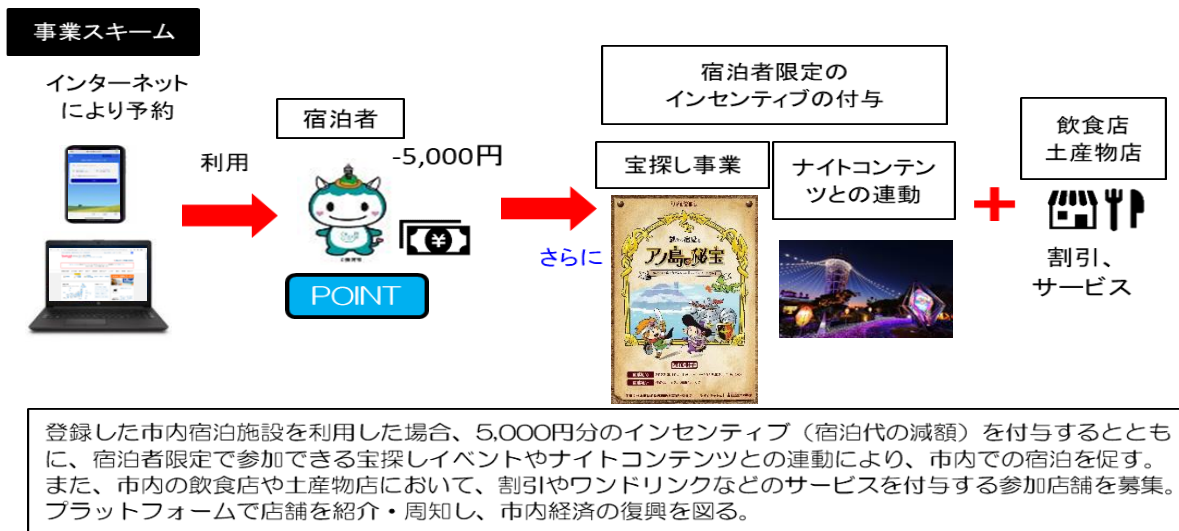 事業スキーム
インターネット
により予約
利用
宿泊者
-5,000円
POINT
さらに
宿泊者限定の
インセンティブの付与
宝探し事業
アノ島の秘宝
ナイトコンテン
ツとの連動
飲食店
土産物店
割引、
サービス
登録した市内宿泊施設を利用した場合、5,000円分のインセンティブ（宿泊代の減額）を付与するととも
に、宿泊者限定で参加できる宝探しイベントやナイトコンテンツとの連動により、市内での宿泊を促す。
また、市内の飲食店や土産物店において、割引やワンドリンクなどのサービスを付与する参加店舗を募集。
プラットフォームで店舗を紹介・周知し、市内経済の復興を図る。